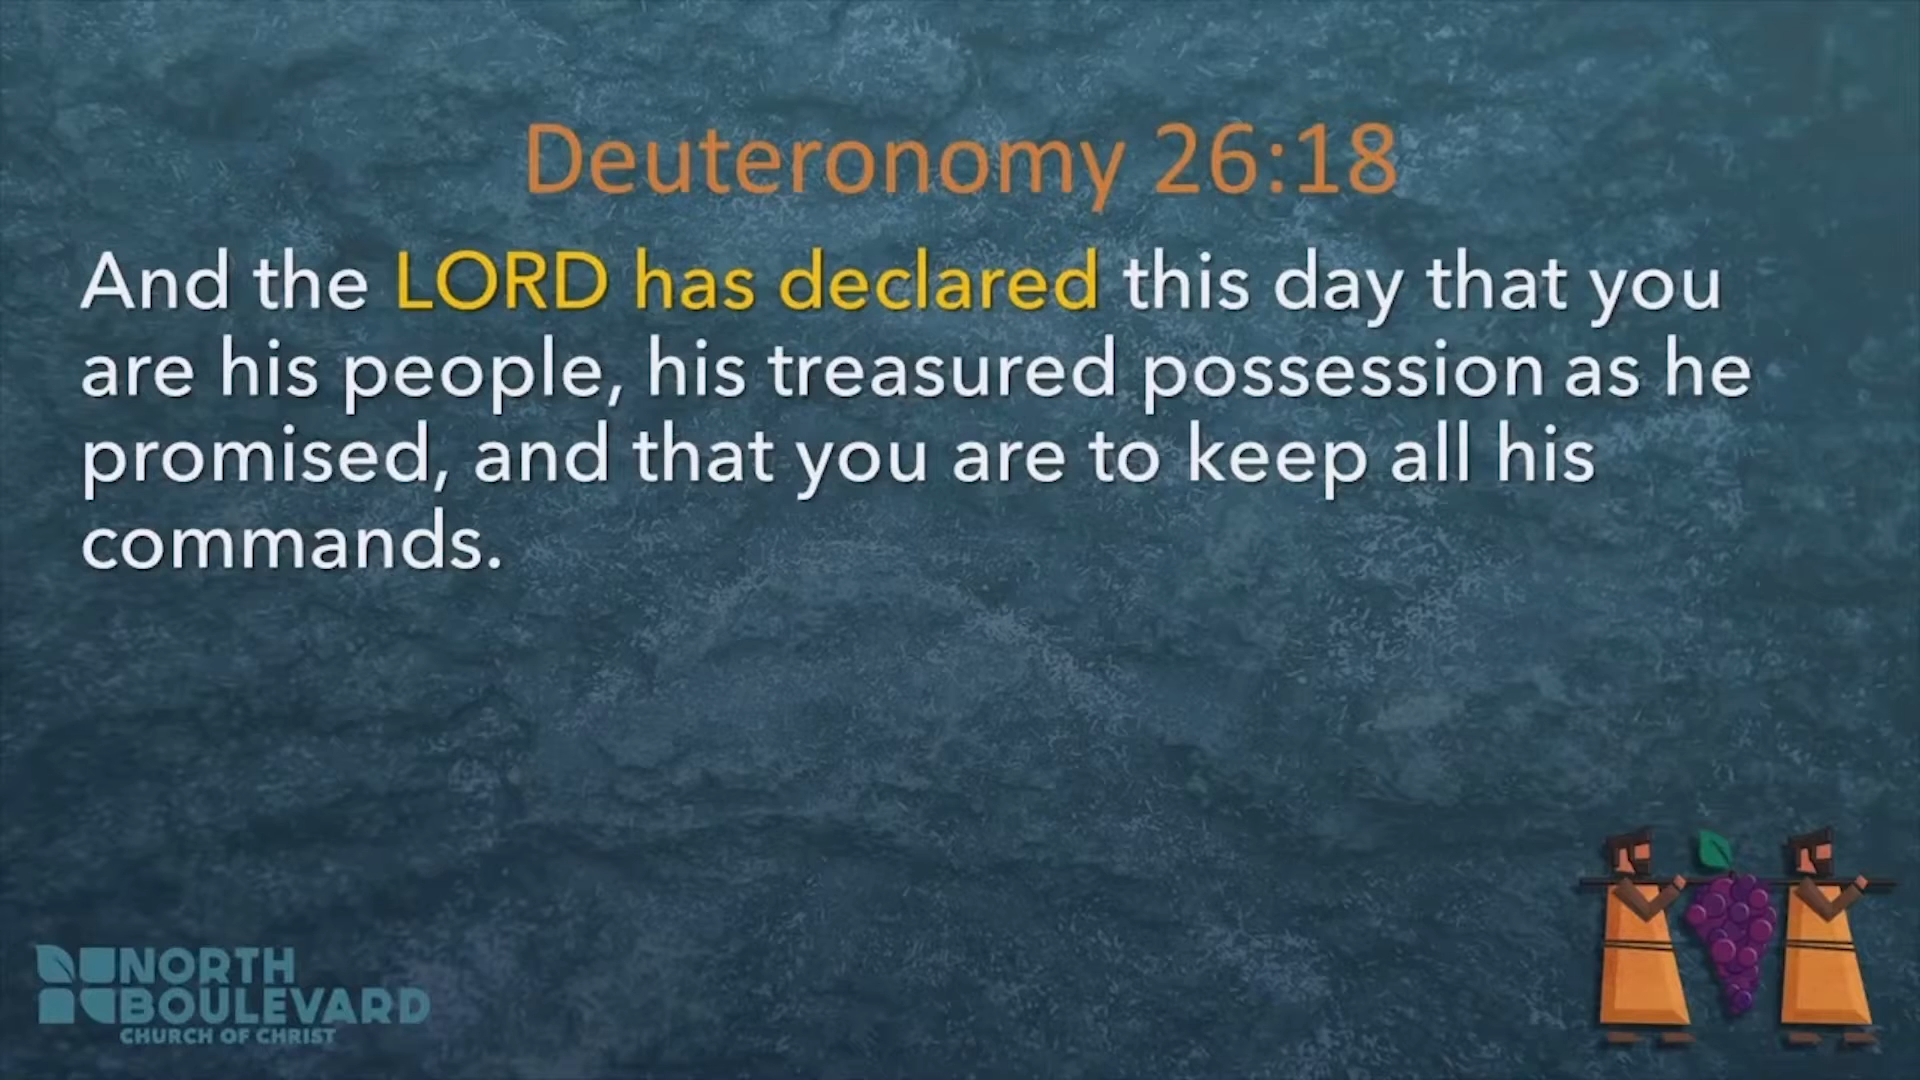 Deuteronomy 26:18
And the LORD has declared this day that you
are his people, his treasured possession as he
promised, and that you are to keep all his
commands.
NORTH
BOULEVARD
CHURCH OF CHRIST